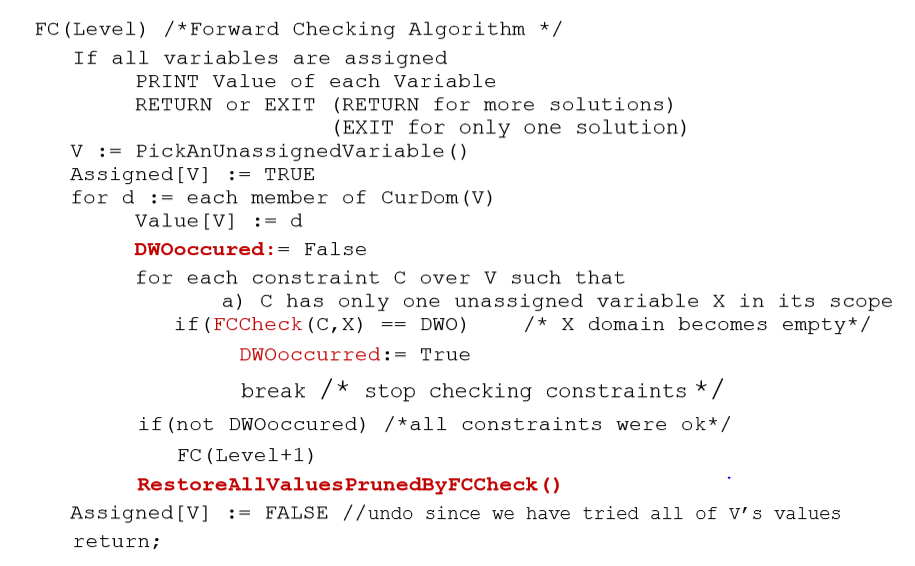 FC(Level) /*Forward Checking Algorithm */
If all variables are assigned
PRINT Value of each Variable
RETURN or EXIT (RETURN for more solutions)
(EXIT for only one solution)
V := PickAnUnassignedVariable()
Assigned[V] := TRUE
for d := each member of CurDom(V)
Value[V] := d
DWOoccured:= False
for each constraint C over V such that
a) C has only one unassigned variable X in its scope
if(FCCheck(C,X) == DWO) /* X domain becomes empty*/
DWOoccurred:= True
break /* stop checking constraints */
if(not DWOoccured) /*all constraints were ok*/
FC(Level+1)
RestoreAllValuesPrunedByFCCheck()
Assigned[V] := FALSE //undo since we have tried all of V's values
return;